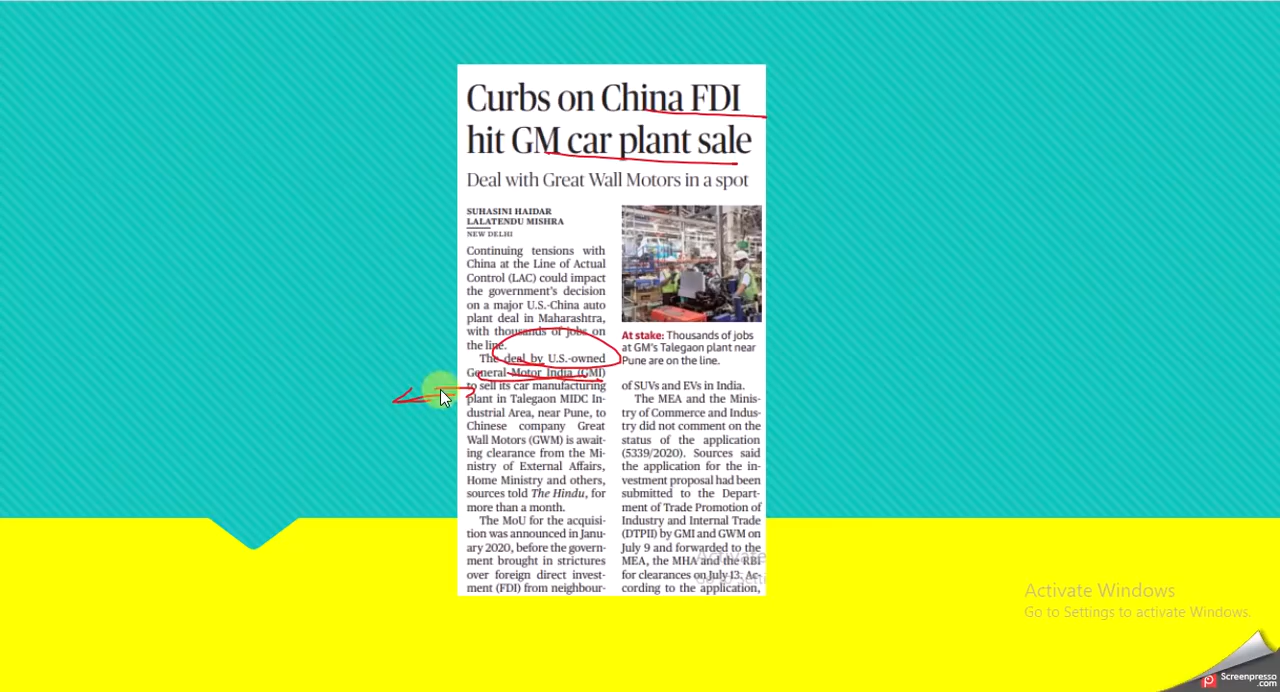 Curbs on China FDI
hit GM car plant sale
Deal with Great Wall Motors in a spot
SUHASINI HAIDAR
LALATENDU MISHRA
NEW DELHI
Continuing tensions with
China at the Line of Actual
Control (LAC) could impact
the government's decision
on a major U.S.-China auto
plant deal in Maharashtra,
with thousands of jobs on
the line.
The deal by U.S.-owned
General Motor India (GMI)
to sell its car manufacturing
plant in Talegaon MIDC In-
dustrial Area, near Pune, to
Chinese company Great
Wall Motors (GWM) is await-
ing clearance from the Mi-
nistry of External Affairs,
Home Ministry and others,
sources told The Hindu, for
more than a month.
The MoU for the acquisi-
tion was announced in Janu-
ary 2020, before the govern-
ment brought in strictures
over foreign direct invest-
ment (FDI) from neighbour-
At stake: Thousands of jobs
at GM's Talegaon plant near
Pune are on the line.
of SUVs and EVs in India.
The MEA and the Minis-
try of Commerce and Indus-
try did not comment on the
status of the application
(5339/2020). Sources said
the application for the in-
vestment proposal had been
submitted to the Depart-
ment of Trade Promotion of
Industry and Internal Trade
(DTPII) by GMI and GWM on
July 9 and forwarded to the
MEA, the MHA and the RBI
for clearances on July 13. Ac-
cording to the application,
Activate Windows
Go to Settings to activate Windows.
Screenpresso
.com